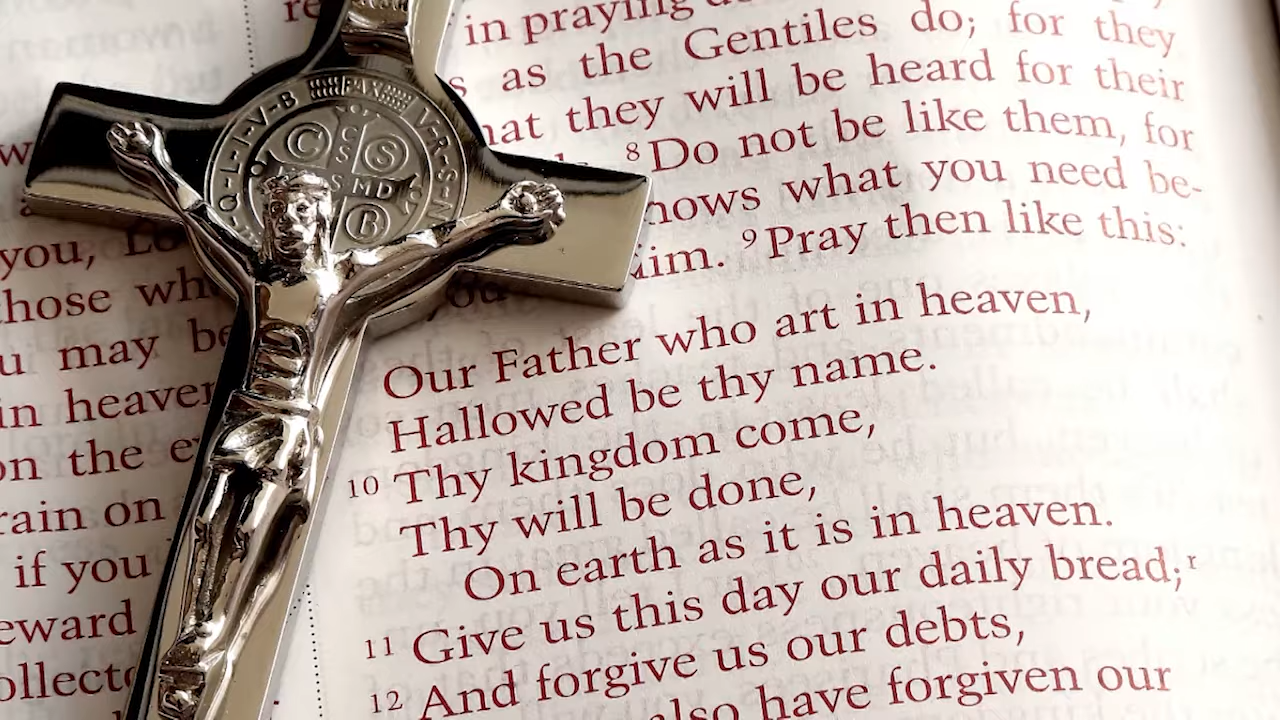 you,
those
u may be
in heaven
on the
rain on
if you
eward
in praying
as the Gentiles do; for they
that they will be heard for their
8 Do not be like them, for
knows what you need be-
him. 9 Pray then like this:
Our Father who art in heaven,
Hallowed be thy name.
10 Thy kingdom come,
Thy will be done,
On earth as it is in heaven.
11 Give us this day our daily bread;r
12 And forgive us our debts,
also have forgiven our
PAX
V-R-S-N
Q-L-I-V-B
C S
C S
S M D
B